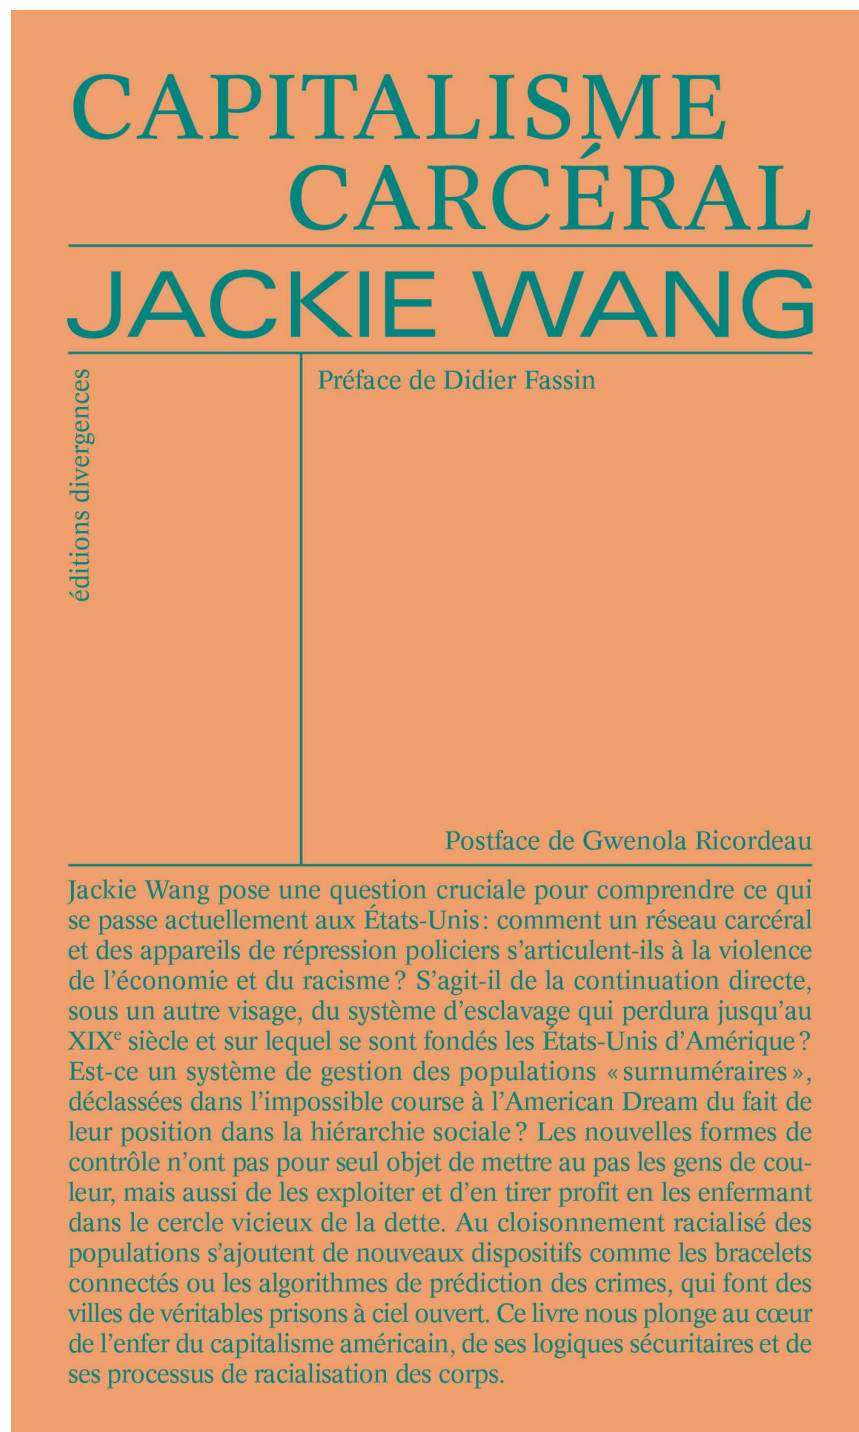 CAPITALISME
CARCÉRAL
JACKIE WANG
éditions divergences
Préface de Didier Fassin
Postface de Gwenola Ricordeau
Jackie Wang pose une question cruciale pour comprendre ce qui
se passe actuellement aux États-Unis : comment un réseau carcéral
et des appareils de répression policiers s’articulent-ils à la violence
de l’économie et du racisme ? S’agit-il de la continuation directe,
sous un autre visage, du système d’esclavage qui perdura jusqu’au
XIXᵉ siècle et sur lequel se sont fondés les États-Unis d’Amérique ?
Est-ce un système de gestion des populations « surnuméraires »,
déclassées dans l’impossible course à l’American Dream du fait de
leur position dans la hiérarchie sociale ? Les nouvelles formes de
contrôle n’ont pas pour seul objet de mettre au pas les gens de cou-
leur, mais aussi de les exploiter et d’en tirer profit en les enfermant
dans le cercle vicieux de la dette. Au cloisonnement racialisé des
populations s’ajoutent de nouveaux dispositifs comme les bracelets
connectés ou les algorithmes de prédiction des crimes, qui font des
villes de véritables prisons à ciel ouvert. Ce livre nous plonge au cœur
de l’enfer du capitalisme américain, de ses logiques sécuritaires et de
ses processus de racialisation des corps.